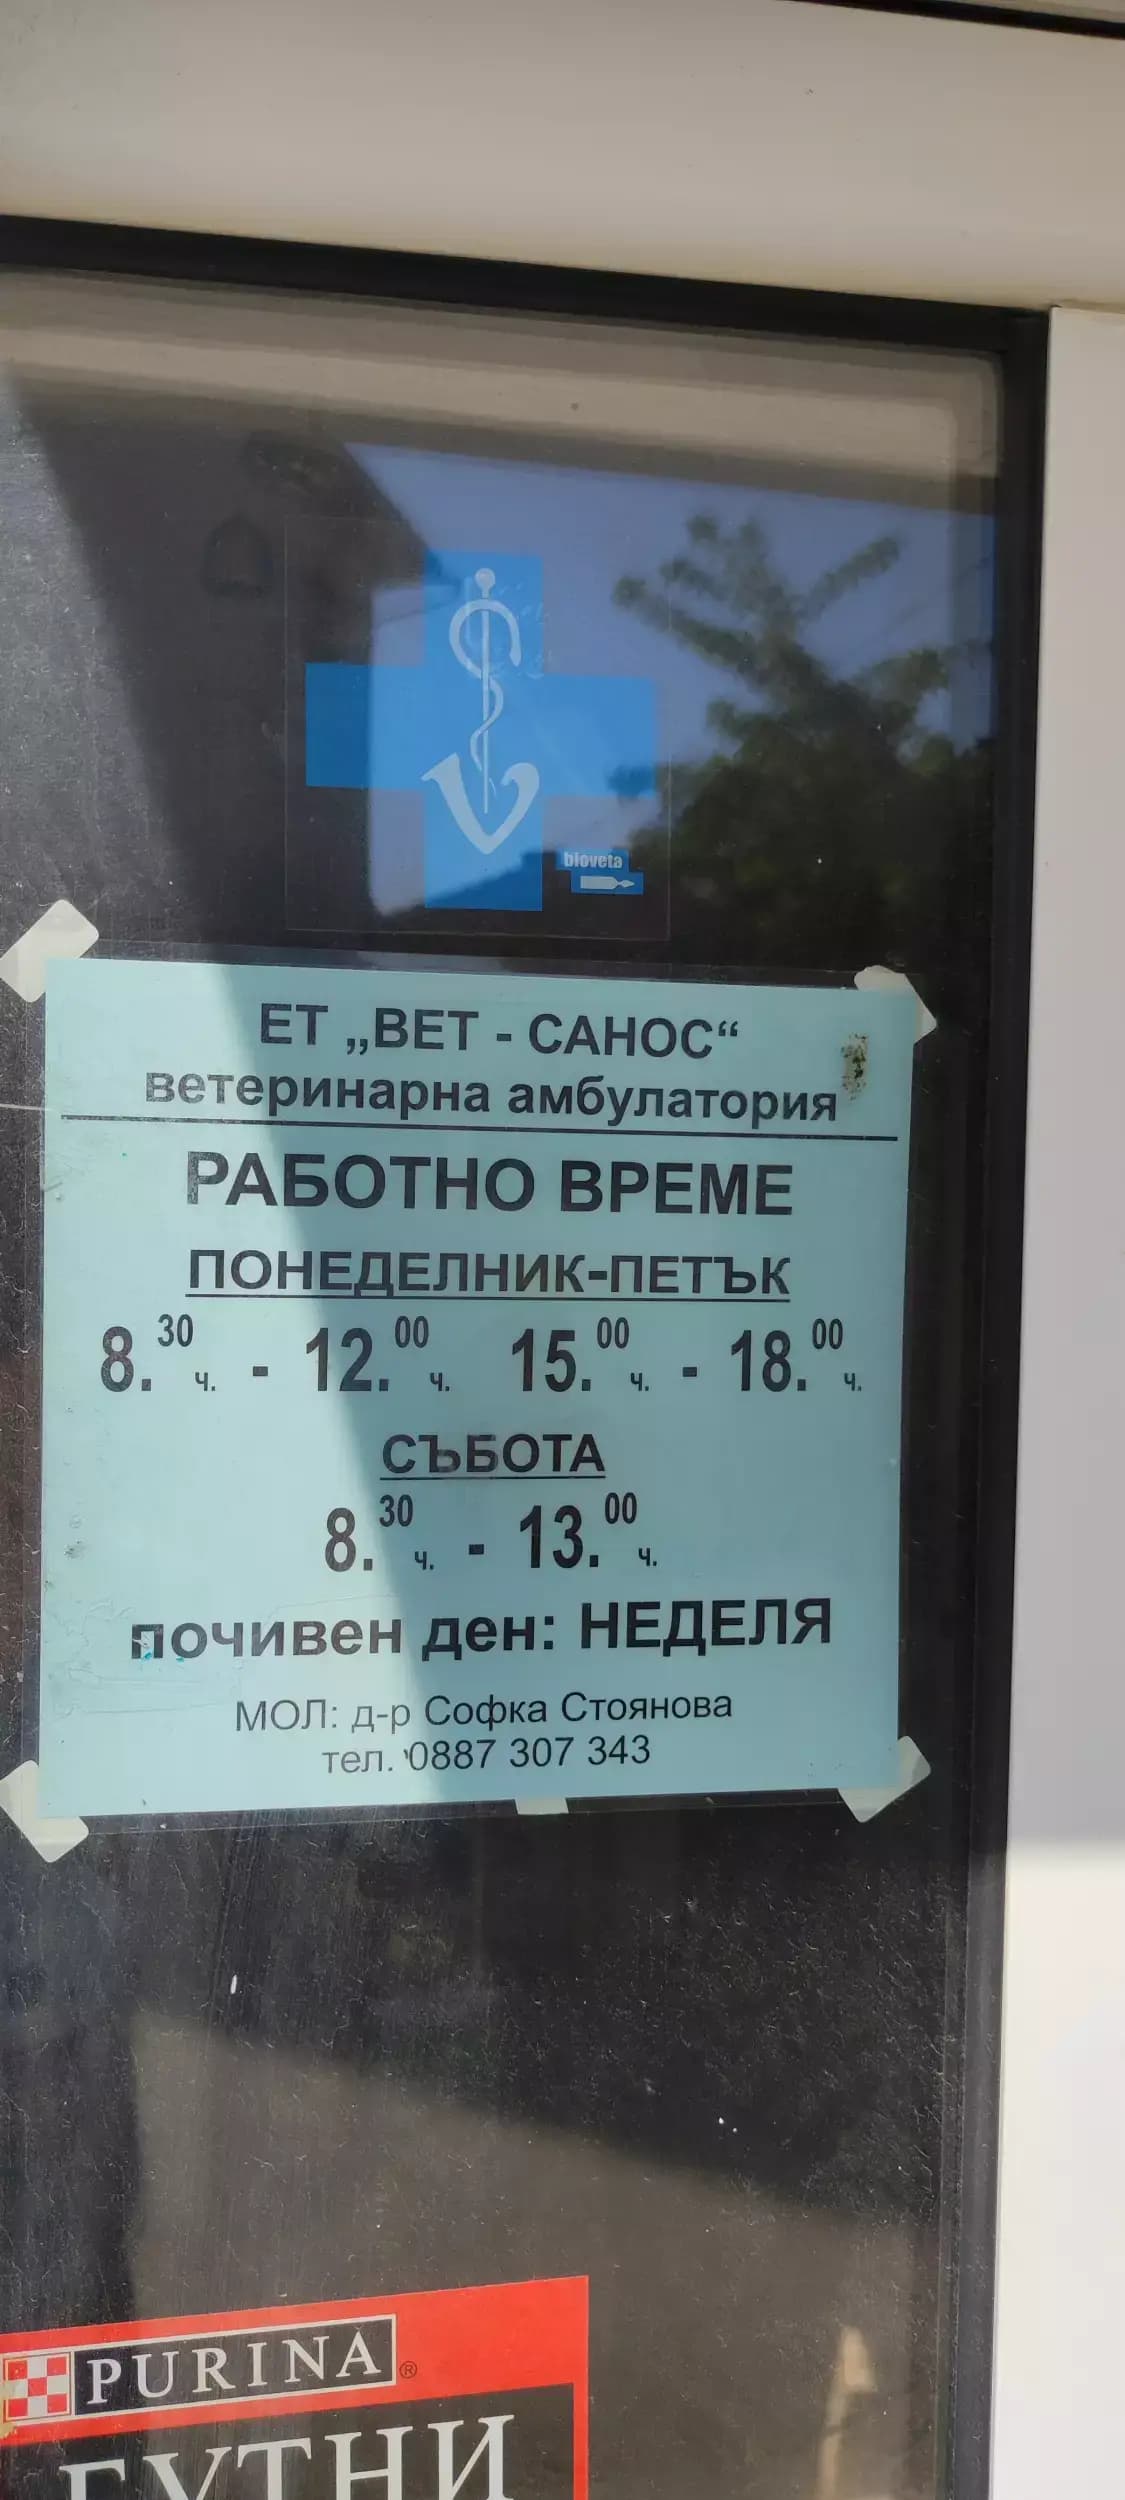 bioveta
ЕТ „ВЕТ - САНОС“
ветеринарна амбулатория
РАБОТНО ВРЕМЕ
ПОНЕДЕЛНИК-ПЕТЪК
8.30 ч. - 12.00 ч. 15.00 ч. - 18.00 ч.
СЪБОТА
8.30 ч. - 13.00 ч.
почивен ден: НЕДЕЛЯ
МОЛ: д-р Софка Стоянова
тел. 0887 307 343
PURINA®